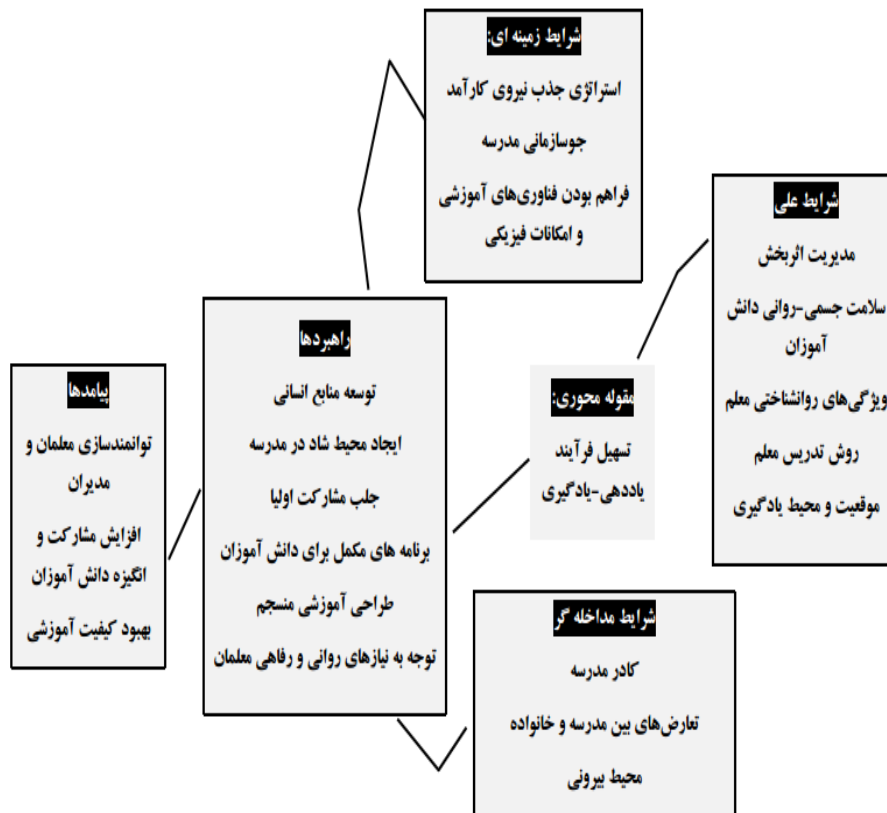 شرایط زمینه ای:
استراتژی جذب نیروی کارآمد
جوسازمانی مدرسه
فراهم بودن فناوری‌های آموزشی
و امکانات فیزیکی
شرایط علی
مدیریت اثربخش
سلامت جسمی-روانی دانش
آموزان
ویژگی‌های روانشناختی معلم
روش تدریس معلم
موقعیت و محیط یادگیری
مقوله محوری:
تسهیل فرآیند
یاددهی-یادگیری
راهبردها
توسعه منابع انسانی
ایجاد محیط شاد در مدرسه
جلب مشارکت اولیا
برنامه های مکمل برای دانش آموزان
طراحی آموزشی منسجم
توجه به نیازهای روانی و رفاهی معلمان
پیامدها
توانمندسازی معلمان و
مدیران
افزایش مشارکت و
انگیزه دانش آموزان
بهبود کیفیت آموزشی
شرایط مداخله گر
کادر مدرسه
تعارض‌های بین مدرسه و خانواده
محیط بیرونی